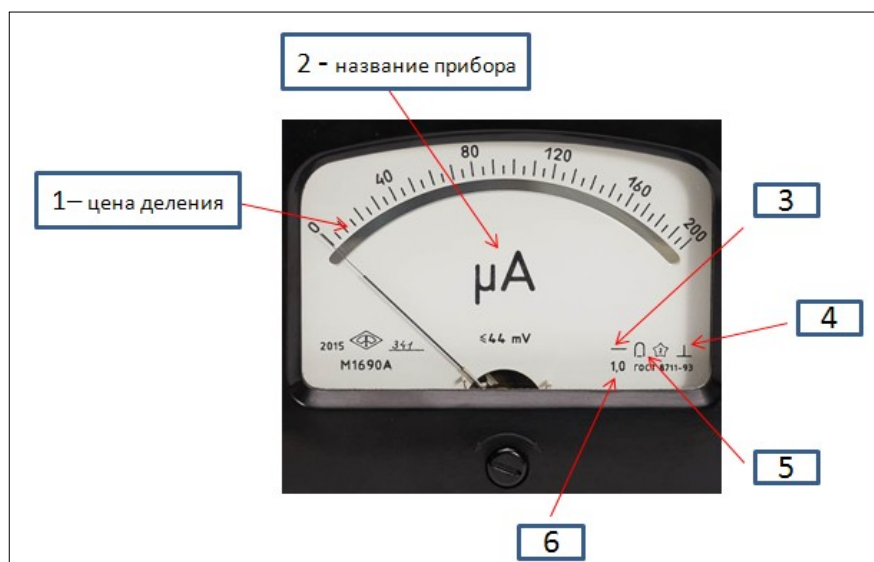 2 - название прибора
1– цена деления
0 40 80 120 160 200
3
µA
4
≤44 mV
2015 341
M1690A
1,0 ГОСТ 8711-93
5
6